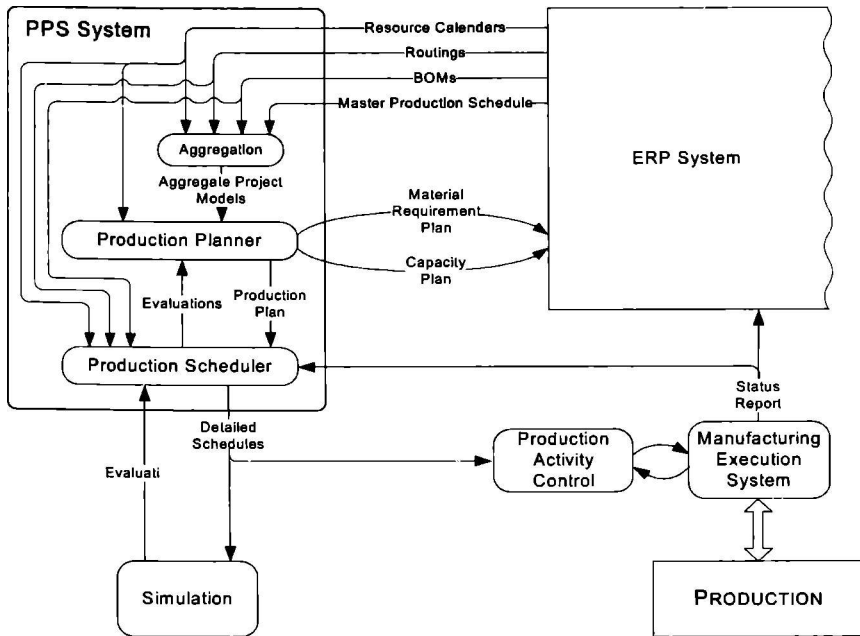 PPS System
Resource Calenders
Routings
BOMs
Master Production Schedule
ERP System
Aggregation
Aggregate Project
Models
Material
Requirement
Plan
Production Planner
Capacity
Plan
Evaluations
Production
Plan
Production Scheduler
Status
Report
Detailed
Schedules
Production
Activity
Control
Manufacturing
Execution
System
Evaluati
Simulation
PRODUCTION